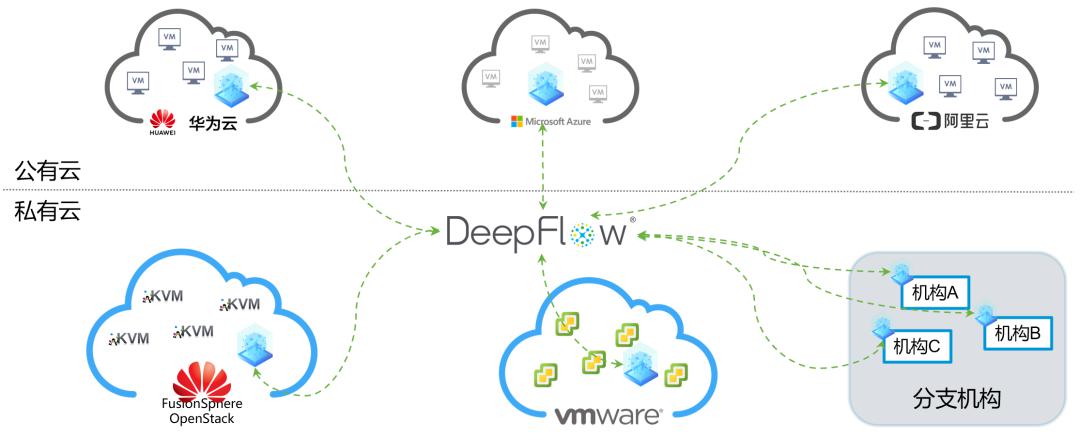 VM
VM
VM
VM
HUAWEI
华为云
VM
VM
VM
VM
Microsoft Azure
VM
VM
VM
VM
阿里云
公有云
私有云
DeepFlow®
KVM
KVM
KVM
KVM
FusionSphere
OpenStack
vmware®
机构A
机构B
机构C
分支机构